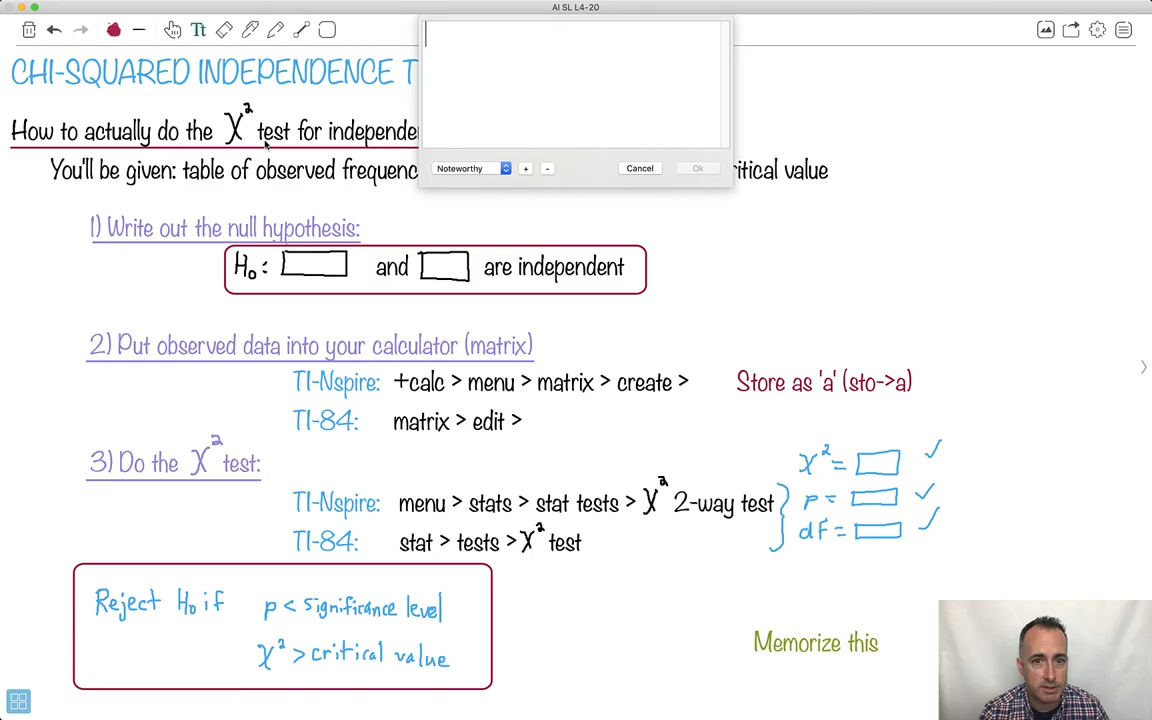 AI SL L4-20
Tt
CHI-SQUARED INDEPENDENCE T
How to actually do the χ² test for independe
You'll be given: table of observed frequenc
ritical value
Noteworthy
+
-
Cancel
Ok
1) Write out the null hypothesis:
H₀: and are independent
2) Put observed data into your calculator (matrix)
TI-Nspire: +calc > menu > matrix > create > Store as 'a' (sto->a)
TI-84: matrix > edit >
3) Do the χ² test:
TI-Nspire: menu > stats > stat tests > χ² 2-way test
TI-84: stat > tests > χ² test
χ² = ✓
p = ✓
df = ✓
Reject H₀ if p < significance level
χ² > critical value
Memorize this